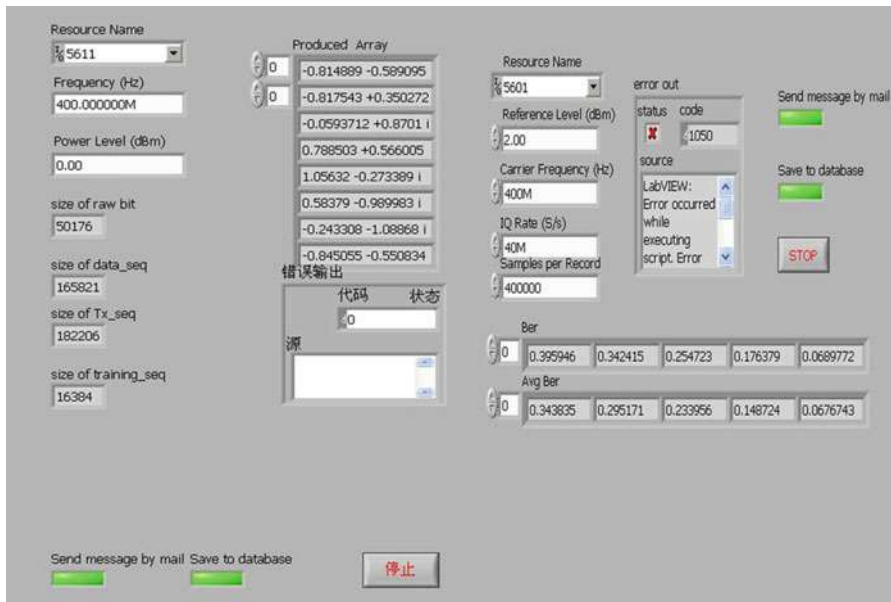 Resource Name
5611
Frequency (Hz)
400.000000M
Power Level (dBm)
0.00
size of raw bit
50176
size of data_seq
165821
size of Tx_seq
182206
size of training_seq
16384
Produced Array
0
0
-0.814889 -0.589095
-0.817543 +0.350272
-0.0593712 +0.8701 i
0.788503 +0.566005
1.05632 -0.273389 i
0.58379 -0.989983 i
-0.243308 -1.08868 i
-0.845055 -0.550834
错误输出
代码 状态
0
源
Resource Name
5601
Reference Level (dBm)
2.00
Carrier Frequency (Hz)
400M
IQ Rate (S/s)
40M
Samples per Record
400000
error out
status code
1050
source
LabVIEW:
Error occurred
while
executing
script. Error
Send message by mail
Save to database
STOP
Ber
0 0.395946 0.342415 0.254723 0.176379 0.0689772
Avg Ber
0 0.343835 0.295171 0.233956 0.148724 0.0676743
Send message by mail Save to database
停止